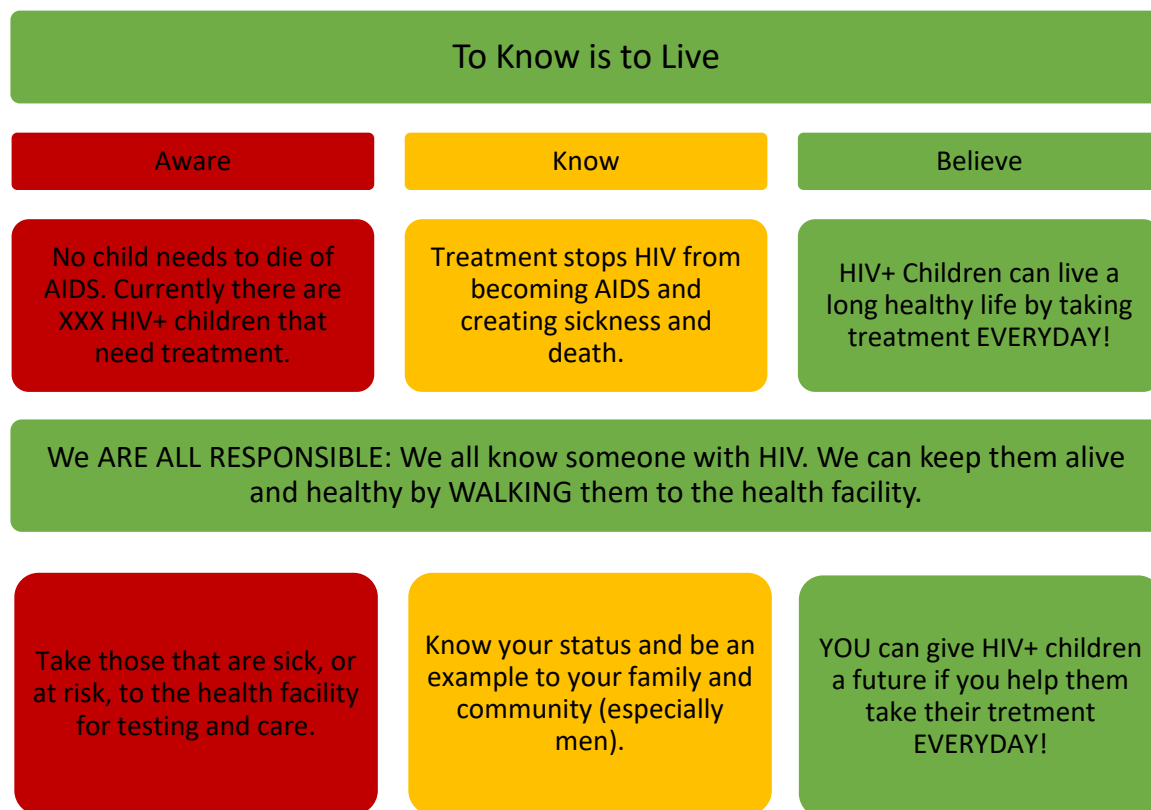 To Know is to Live
Aware
Know
Believe
No child needs to die of
AIDS. Currently there are
XXX HIV+ children that
need treatment.
Treatment stops HIV from
becoming AIDS and
creating sickness and
death.
HIV+ Children can live a
long healthy life by taking
treatment EVERYDAY!
We ARE ALL RESPONSIBLE: We all know someone with HIV. We can keep them alive
and healthy by WALKING them to the health facility.
Take those that are sick, or
at risk, to the health facility
for testing and care.
Know your status and be an
example to your family and
community (especially
men).
YOU can give HIV+ children
a future if you help them
take their tretment
EVERYDAY!